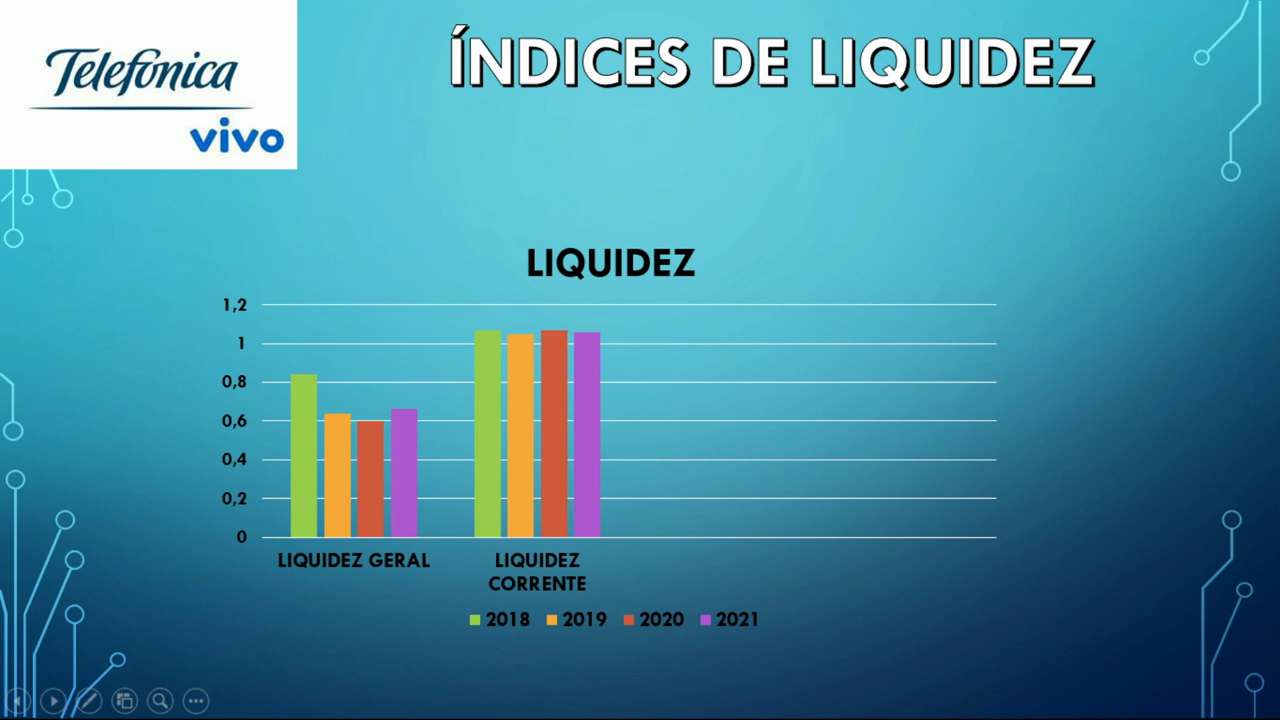 Telefónica
vivo
ÍNDICES DE LIQUIDEZ
LIQUIDEZ
1,2
1
0,8
0,6
0,4
0,2
0
LIQUIDEZ GERAL
LIQUIDEZ
CORRENTE
2018 2019 2020 2021